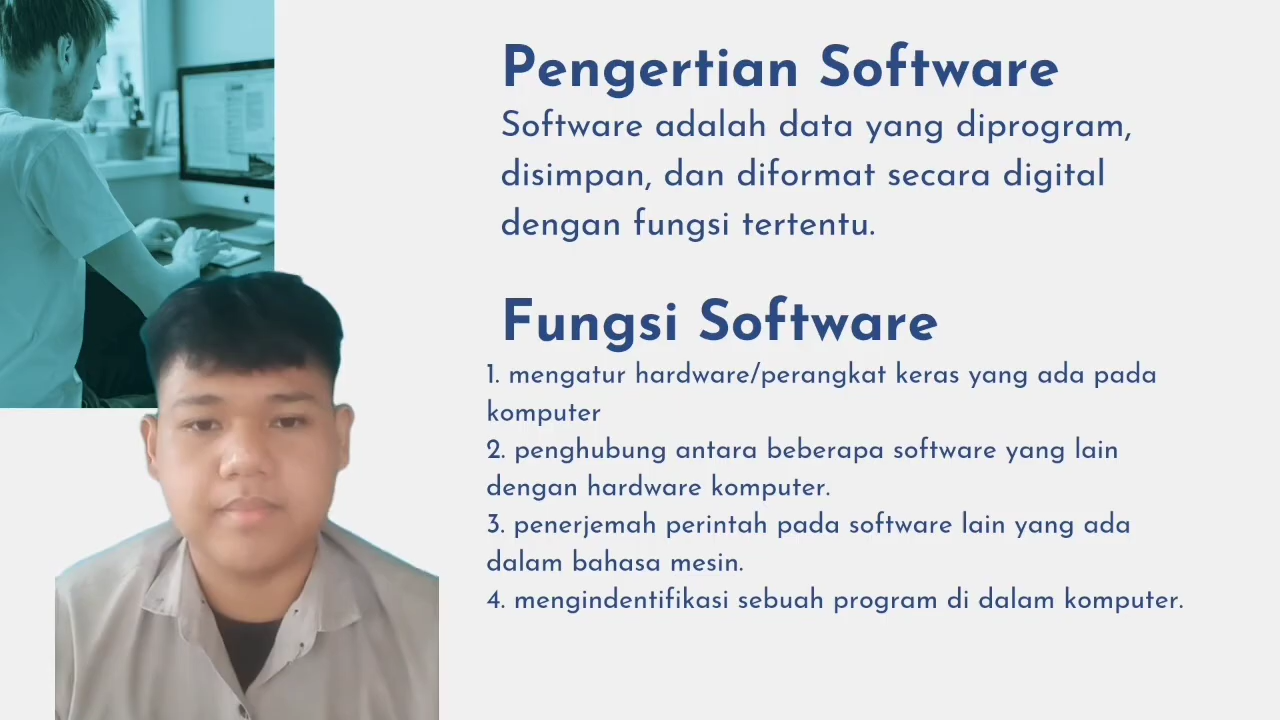 Pengertian Software
Software adalah data yang diprogram,
disimpan, dan diformat secara digital
dengan fungsi tertentu.
Fungsi Software
1. mengatur hardware/perangkat keras yang ada pada
komputer
2. penghubung antara beberapa software yang lain
dengan hardware komputer.
3. penerjemah perintah pada software lain yang ada
dalam bahasa mesin.
4. mengindentifikasi sebuah program di dalam komputer.